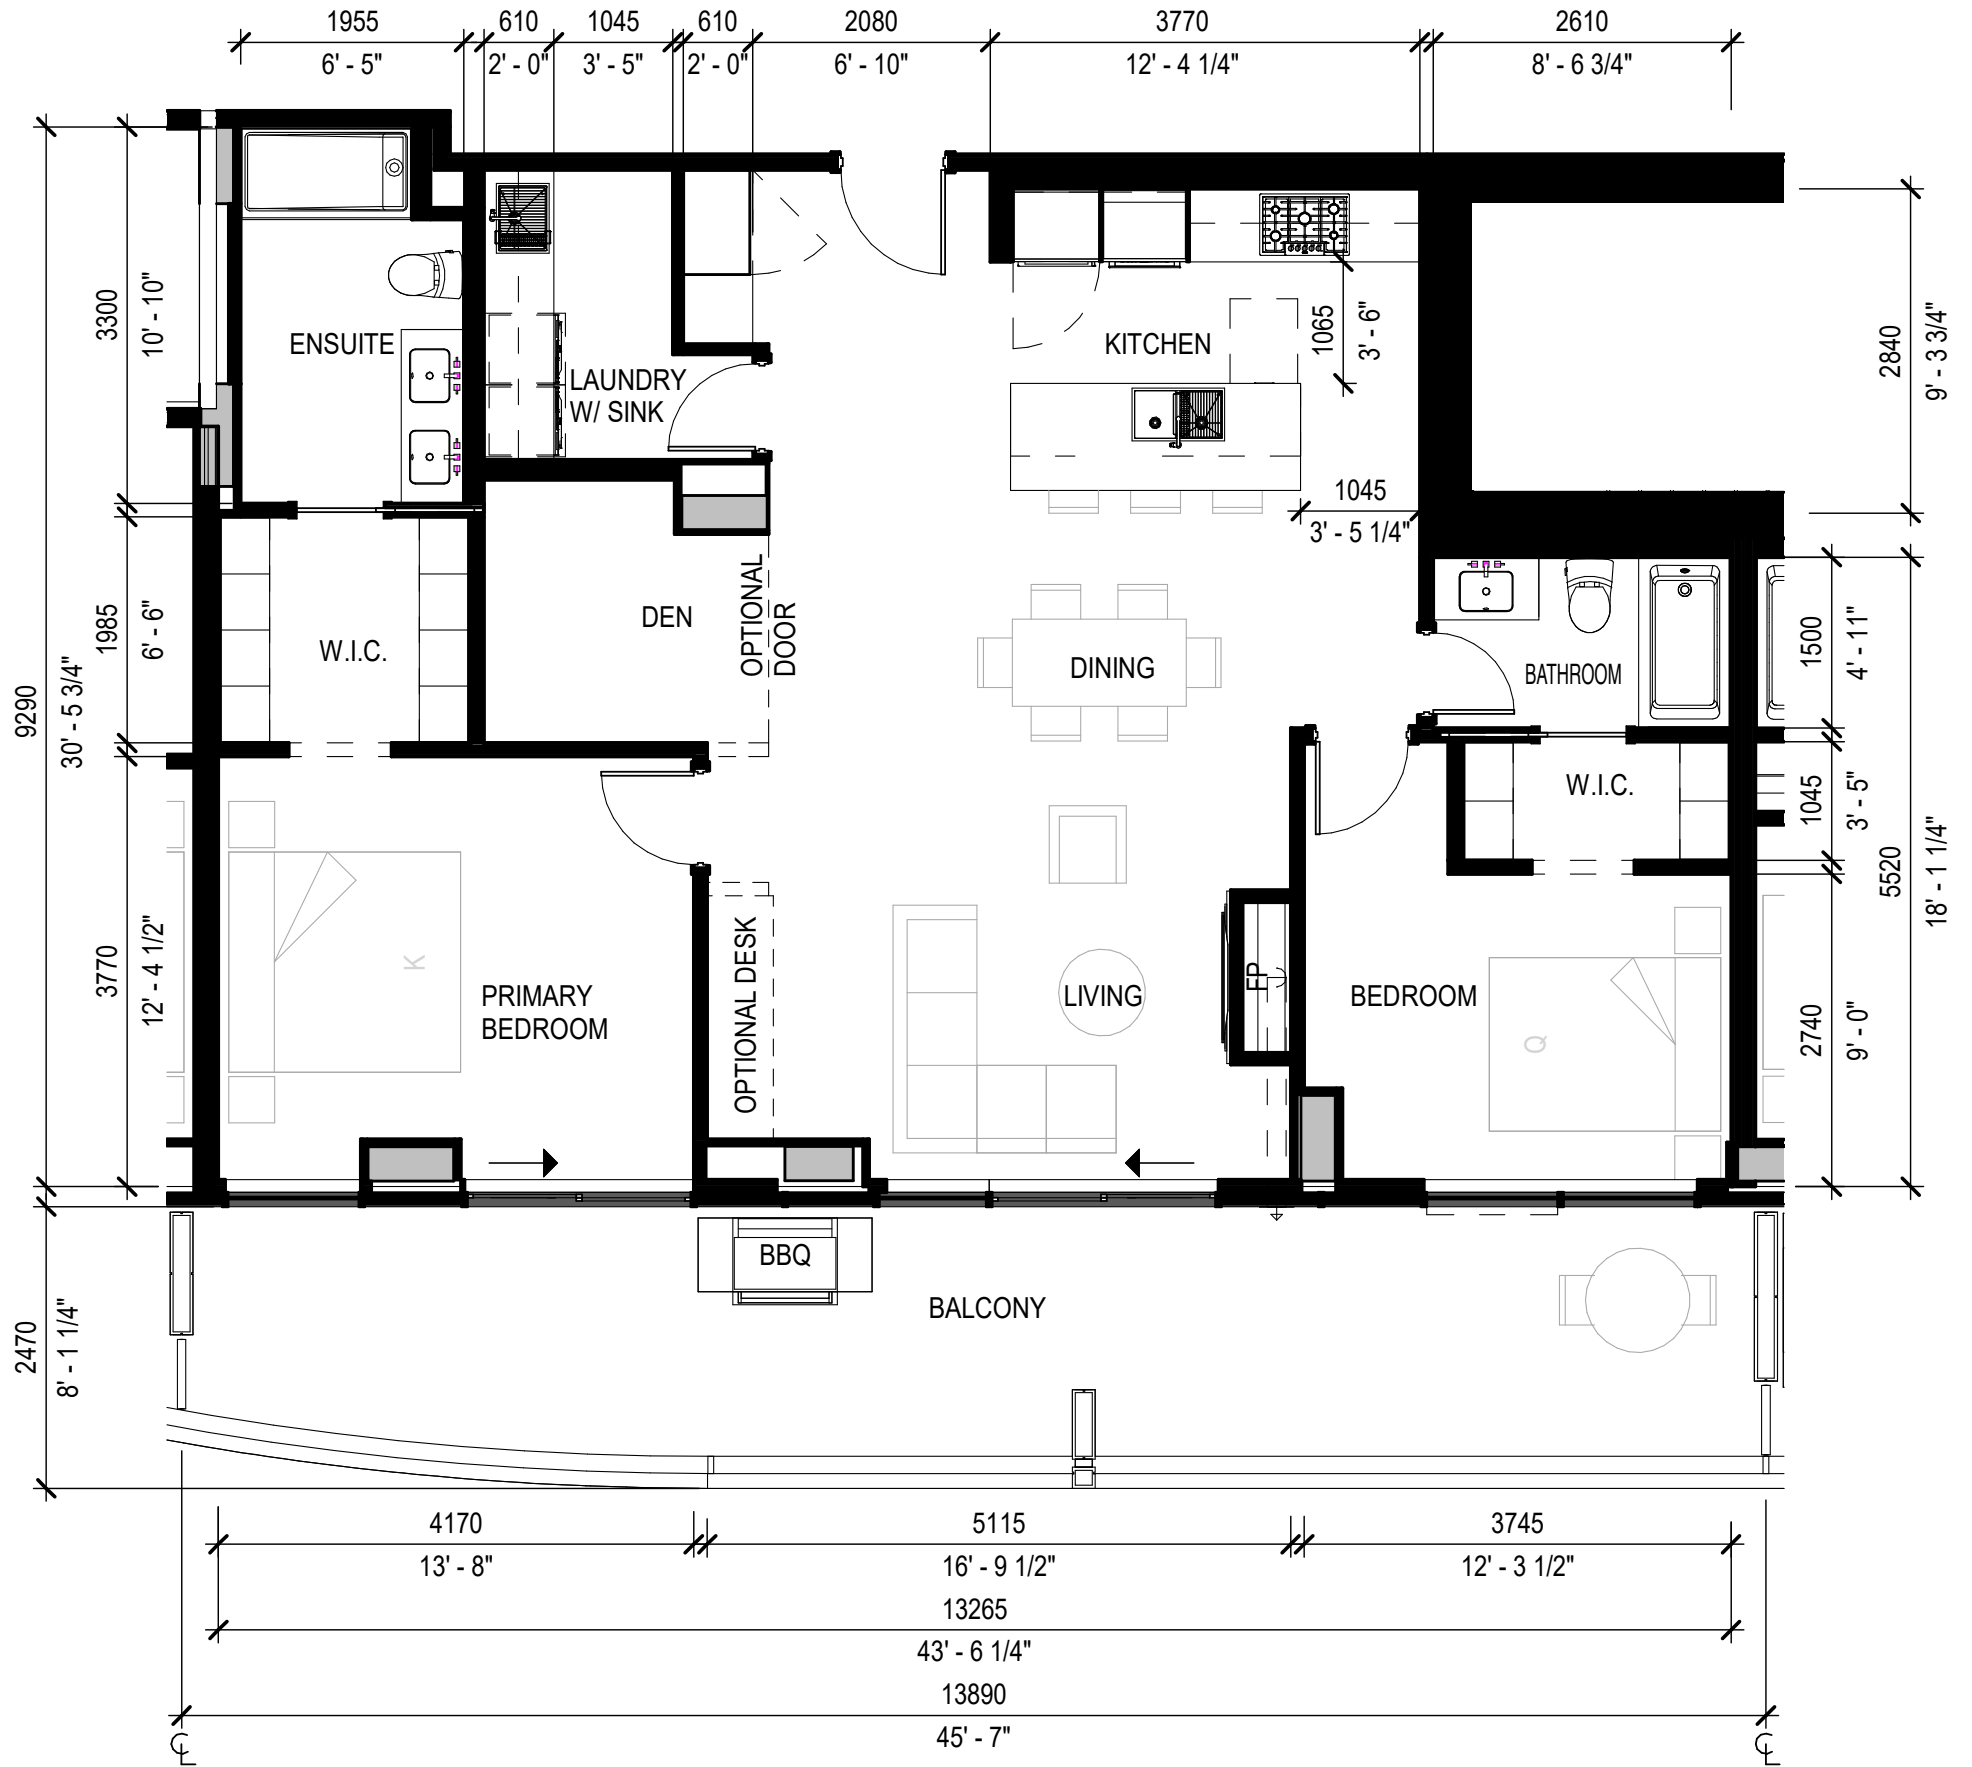 1955
610
1045
610
2080
3770
2610
6' - 5"
2' - 0"
3' - 5"
2' - 0"
6' - 10"
12' - 4 1/4"
8' - 6 3/4"
3300
10' - 10"
ENSUITE
LAUNDRY
W/ SINK
KITCHEN
1065
3' - 6"
2840
9' - 3 3/4"
1045
3' - 5 1/4"
9290
30' - 5 3/4"
1985
6' - 6"
W.I.C.
DEN
OPTIONAL
DOOR
DINING
BATHROOM
1500
4' - 11"
W.I.C.
1045
3' - 5"
5520
18' - 1 1/4"
3770
12' - 4 1/2"
K
PRIMARY
BEDROOM
OPTIONAL DESK
LIVING
FP
BEDROOM
Q
2740
9' - 0"
BBQ
BALCONY
2470
8' - 1 1/4"
4170
5115
3745
13' - 8"
16' - 9 1/2"
12' - 3 1/2"
13265
43' - 6 1/4"
13890
45' - 7"
℄
℄